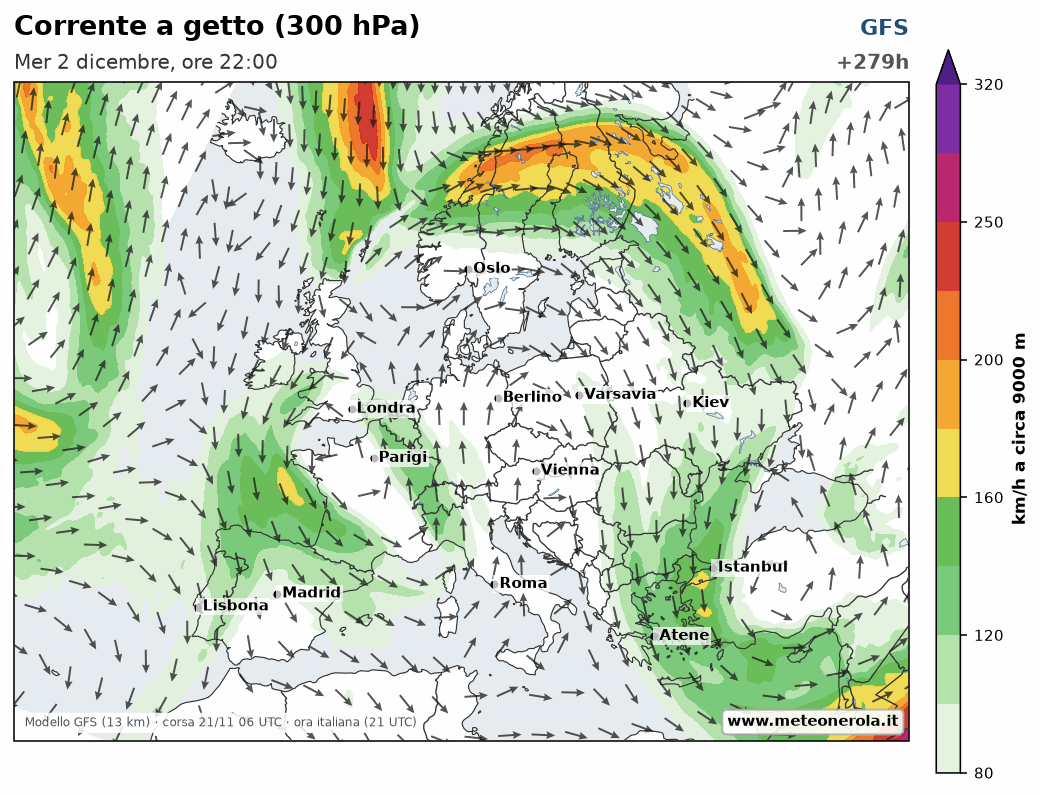 Corrente a getto (300 hPa)
GFS
Mer 2 dicembre, ore 22:00
+279h
320
250
200
160
120
80
km/h a circa 9000 m
Oslo
Berlino
Varsavia
Kiev
Londra
Parigi
Vienna
Istanbul
Roma
Madrid
Lisbona
Atene
Modello GFS (13 km) · corsa 21/11 06 UTC · ora italiana (21 UTC)
www.meteonerola.it